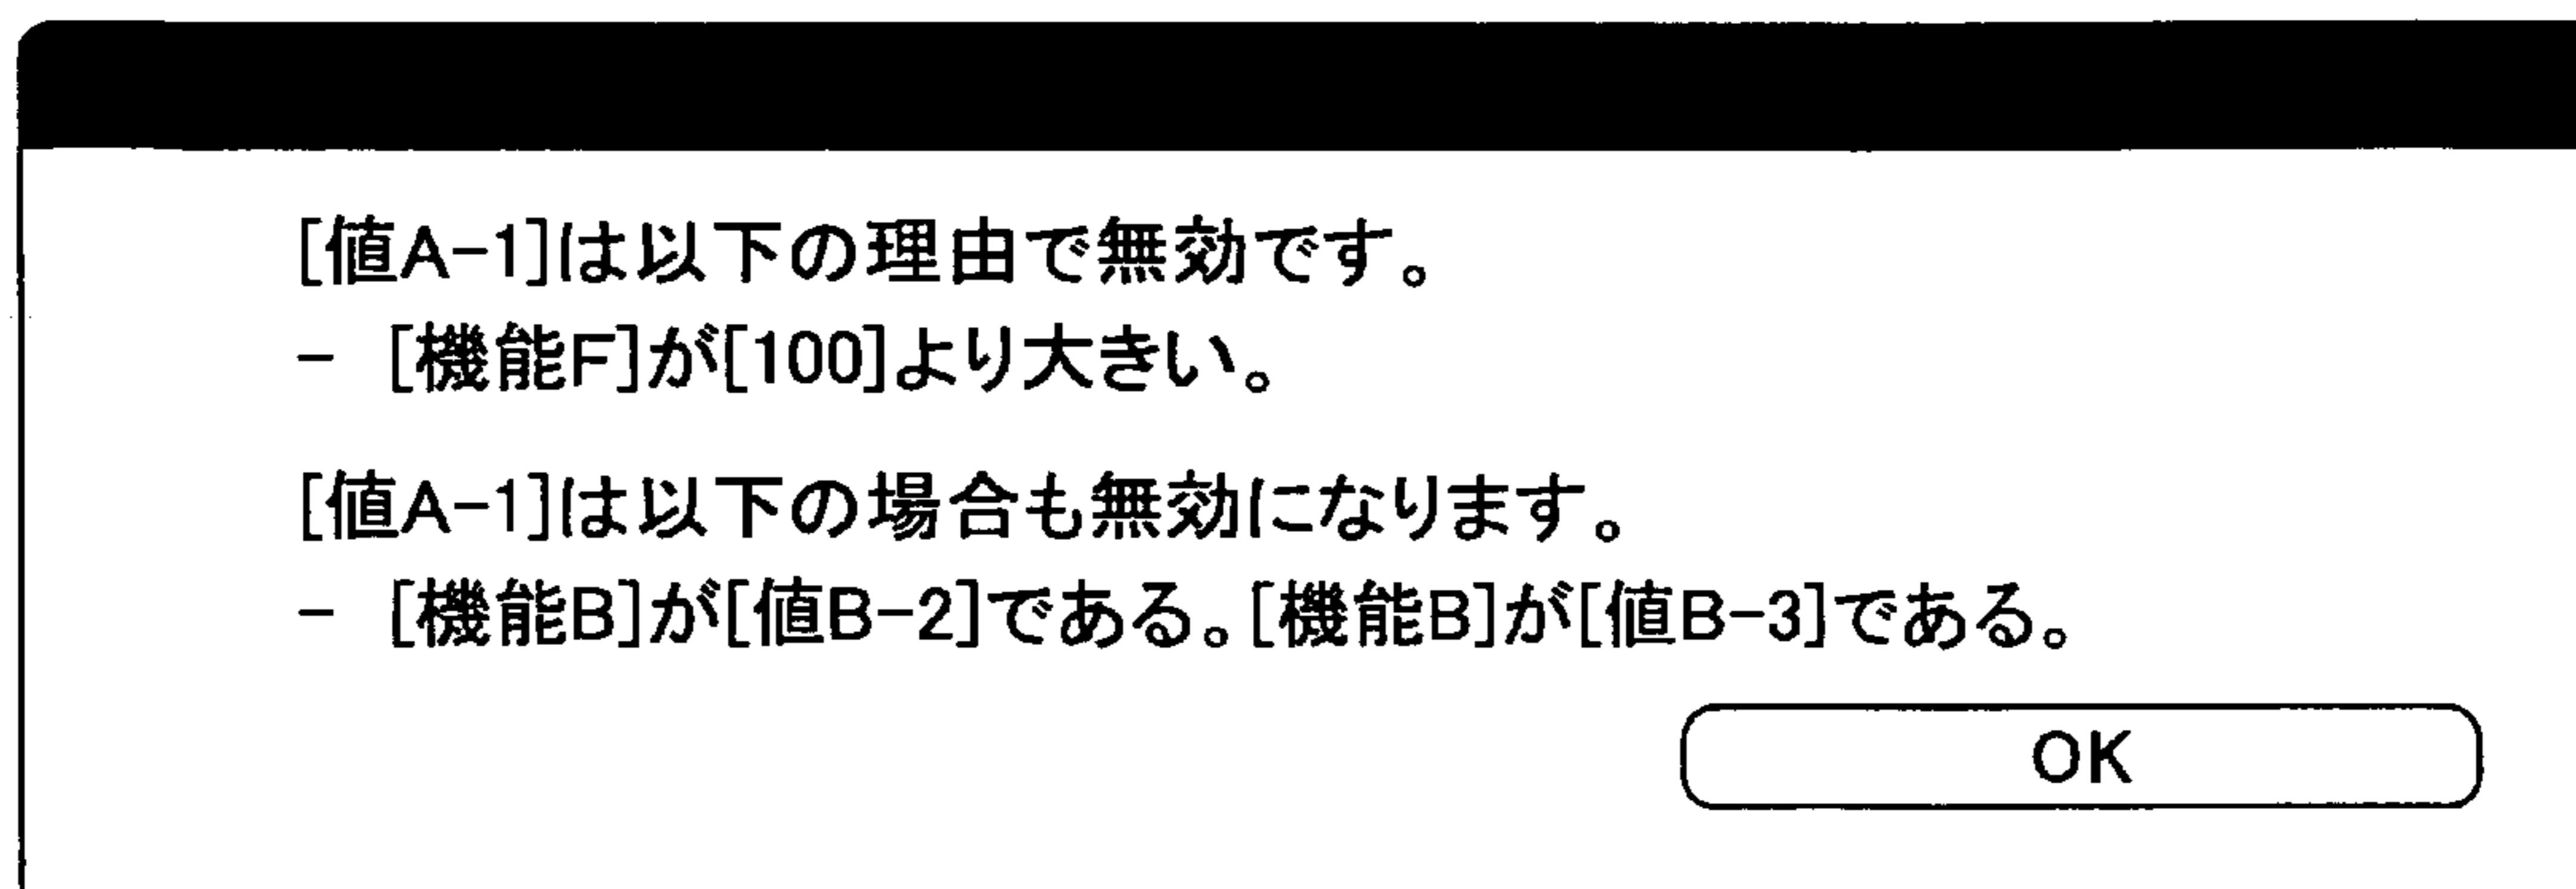 [値A-1]は以下の理由で無効です。
- [機能F]が[100]より大きい。
[値A-1]は以下の場合も無効になります。
- [機能B]が[値B-2]である。[機能B]が[値B-3]である。
OK